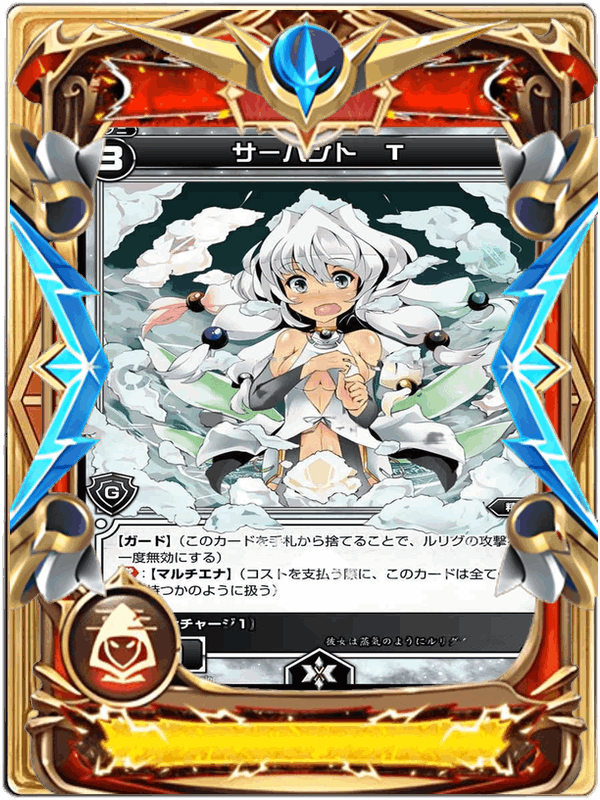 3
サーバント T
G
【ガード】（このカードを手札から捨てることで、ルリグの攻撃
一度無効にする）
：【マルチエナ】（コストを支払う際に、このカードは全て
持つかのように扱う）
チャージ1）
彼女は蒸気のようにルリグ